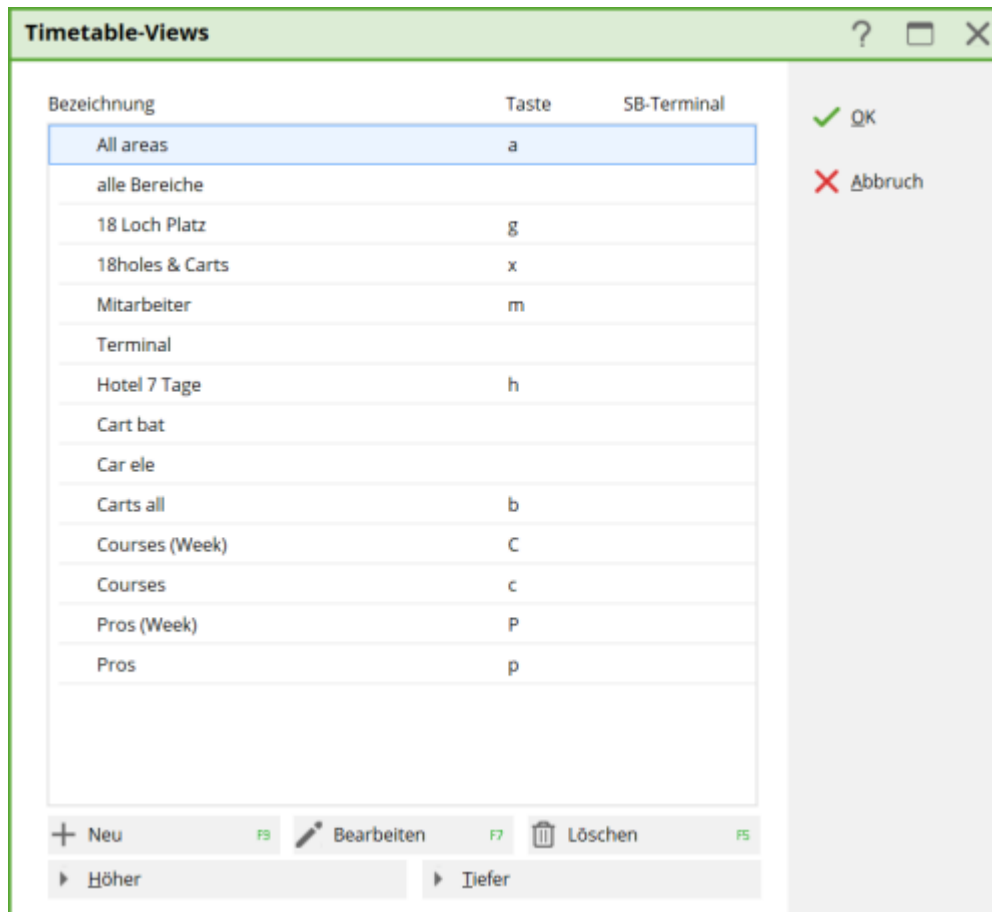 Timetable-Views
Bezeichnung Taste SB-Terminal
All areas a
alle Bereiche
18 Loch Platz g
18holes & Carts x
Mitarbeiter m
Terminal
Hotel 7 Tage h
Cart bat
Car ele
Carts all b
Courses (Week) C
Courses c
Pros (Week) P
Pros p
OK
Abbruch
Neu F9 Bearbeiten F7 Löschen F5
Höher Tiefer